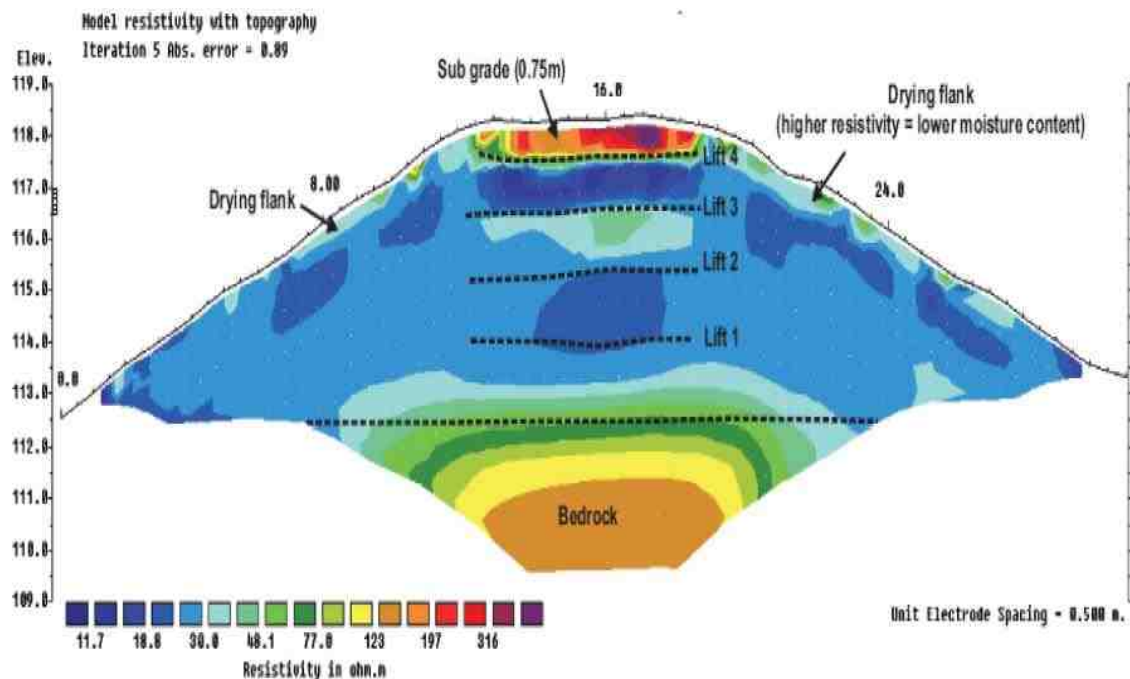 Model resistivity with topography
Iteration 5 Abs. error = 0.89
Elev.
119.0
118.0
117.0
116.0
115.0
114.0
113.0
112.0
111.0
110.0
109.0
Sub grade (0.75m)
16.0
Drying flank
(higher resistivity = lower moisture content)
Lift 4
8.00
24.0
Drying flank
Lift 3
Lift 2
Lift 1
0.0
Bedrock
11.7 18.8 30.0 48.1 77.0 123 197 316
Resistivity in ohm.m
Unit Electrode Spacing = 0.500 m.